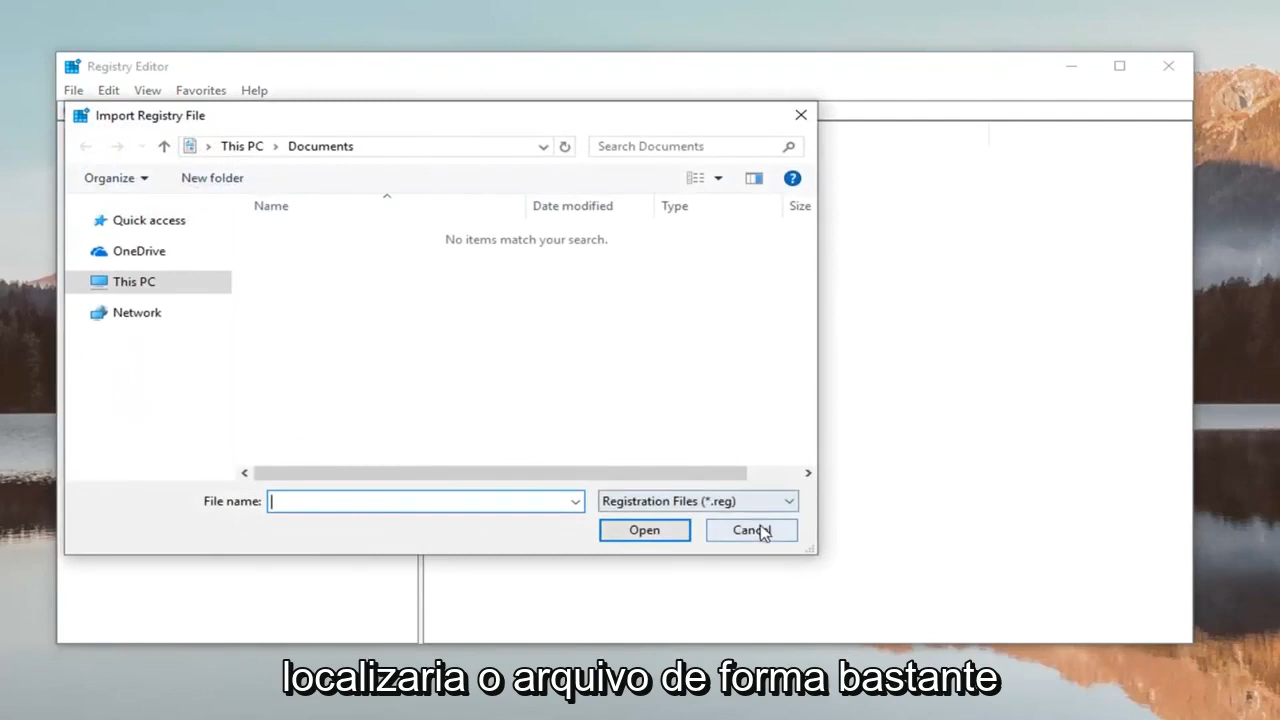 Registry Editor
File Edit View Favorites Help
Import Registry File
This PC Documents
Search Documents
Organize New folder
Name Date modified Type Size
No items match your search.
Quick access
OneDrive
This PC
Network
File name: Registration Files (*.reg)
Open Cancel
localizaria o arquivo de forma bastante